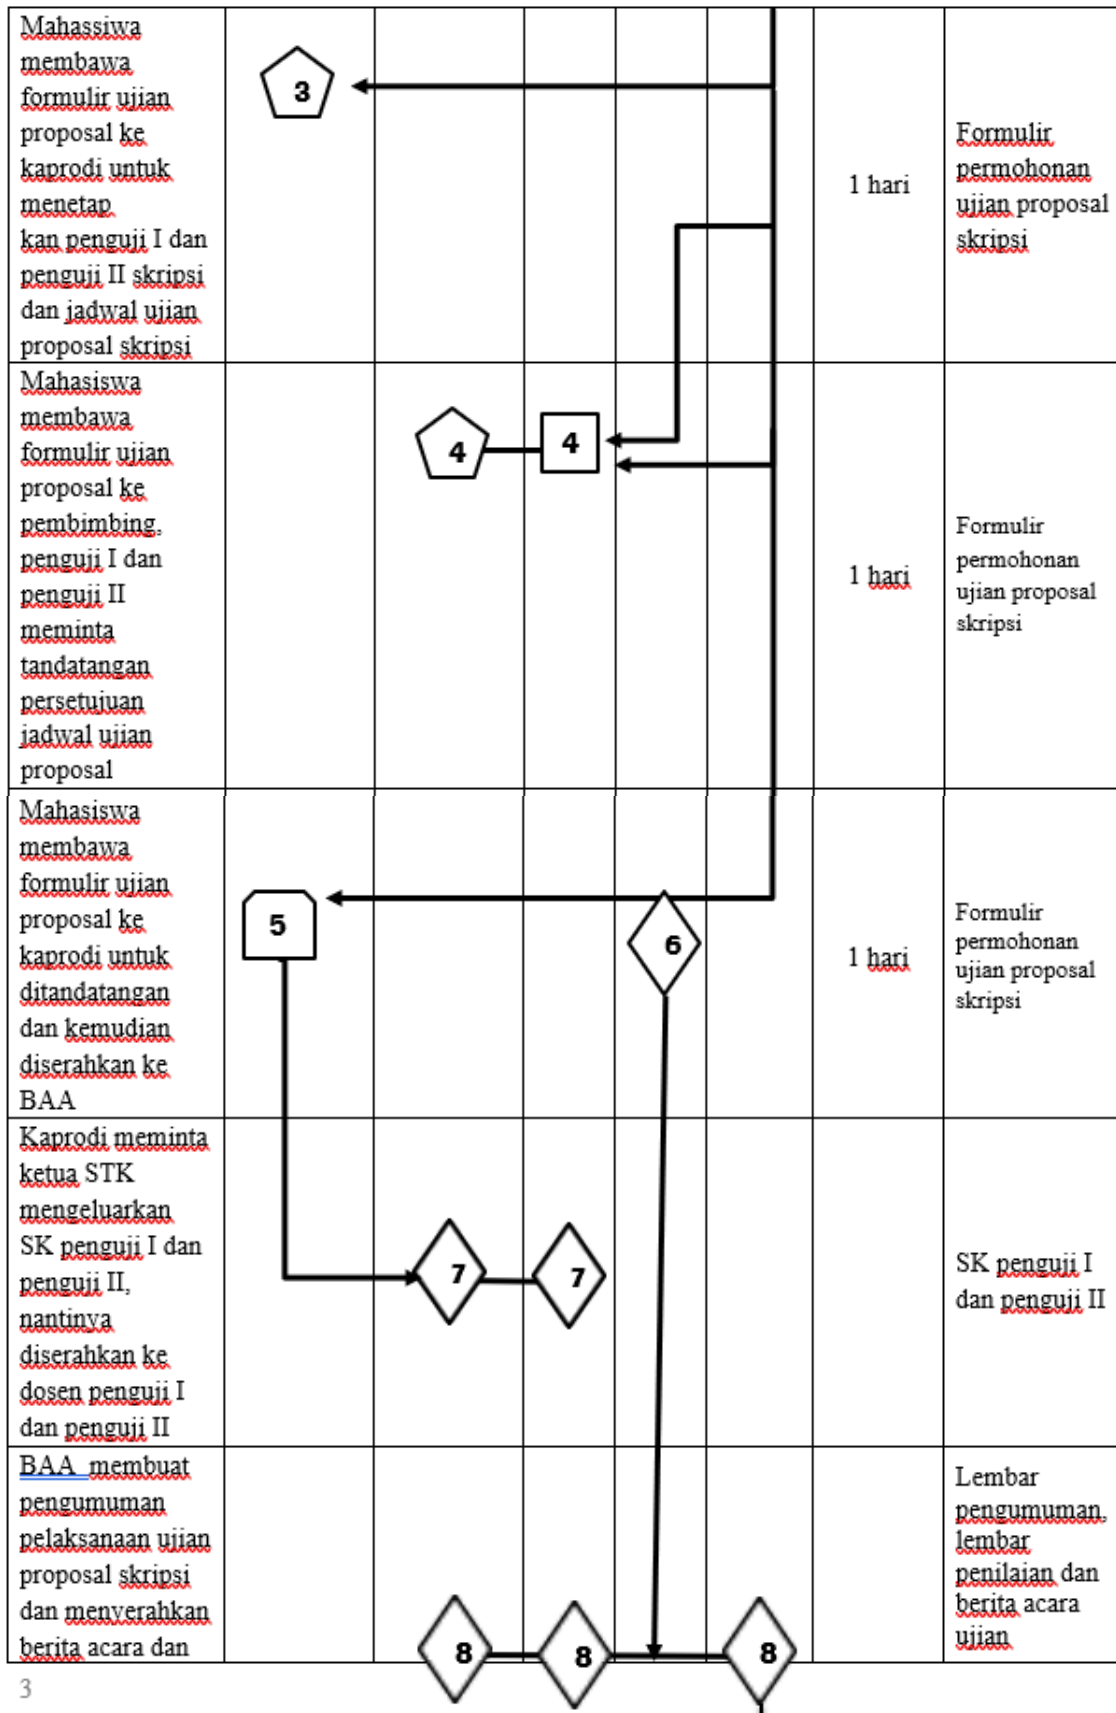 Mahassiwa
membawa
formulir ujian
proposal ke
kaprodi untuk
menetap
kan penguji I dan
penguji II skripsi
dan jadwal ujian
proposal skripsi
3
1 hari
Formulir
permohonan
ujian proposal
skripsi
Mahasiswa
membawa
formulir ujian
proposal ke
pembimbing,
penguji I dan
penguji II
meminta
tandatangan
persetujuan
jadwal ujian
proposal
4
4
1 hari
Formulir
permohonan
ujian proposal
skripsi
Mahasiswa
membawa
formulir ujian
proposal ke
kaprodi untuk
ditandatangan
dan kemudian
diserahkan ke
BAA
5
6
1 hari
Formulir
permohonan
ujian proposal
skripsi
Kaprodi meminta
ketua STK
mengeluarkan
SK penguji I dan
penguji II,
nantinya
diserahkan ke
dosen penguji I
dan penguji II
7
7
SK penguji I
dan penguji II
BAA membuat
pengumuman
pelaksanaan ujian
proposal skripsi
dan menyerahkan
berita acara dan
8
8
8
Lembar
pengumuman,
lembar
penilaian dan
berita acara
ujian
3